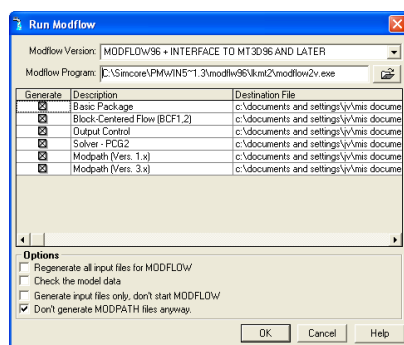 Run Modflow
Modflow Version: MODFLOW96 + INTERFACE TO MT3D96 AND LATER
Modflow Program: C:\Simcore\PMWIN5~1.3\modflw96\lkmt2\modflow2v.exe
Generate Description Destination File
Basic Package c:\documents and settings\jv\mis docume
Block-Centered Flow (BCF1,2) c:\documents and settings\jv\mis docume
Output Control c:\documents and settings\jv\mis docume
Solver - PCG2 c:\documents and settings\jv\mis docume
Modpath (Vers. 1.x) c:\documents and settings\jv\mis docume
Modpath (Vers. 3.x) c:\documents and settings\jv\mis docume
Options
Regenerate all input files for MODFLOW
Check the model data
Generate input files only, don't start MODFLOW
Don't generate MODPATH files anyway.
OK Cancel Help